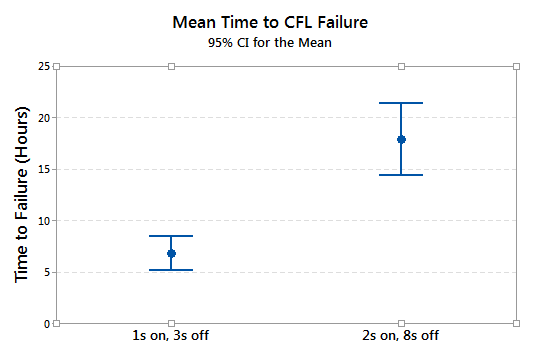 Mean Time to CFL Failure
95% CI for the Mean
Time to Failure (Hours)
25
20
15
10
5
0
1s on, 3s off
2s on, 8s off